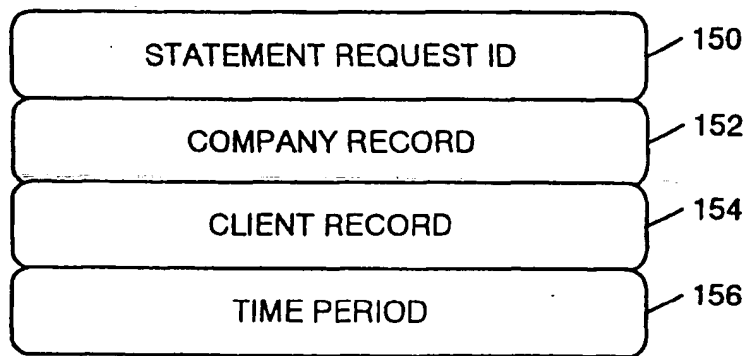 STATEMENT REQUEST ID 150
COMPANY RECORD 152
CLIENT RECORD 154
TIME PERIOD 156